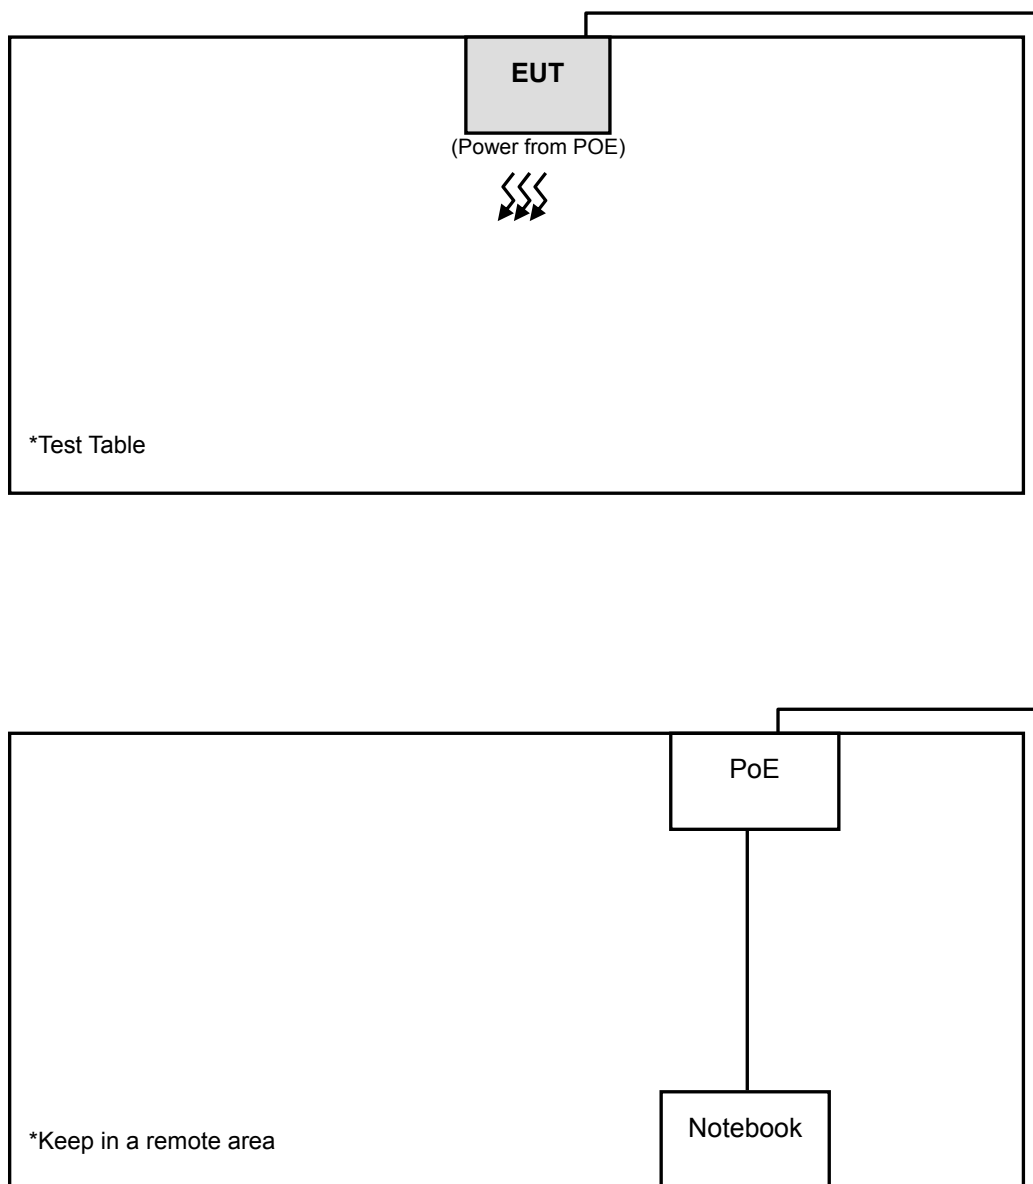 EUT
(Power from POE)
*Test Table
PoE
Notebook
*Keep in a remote area